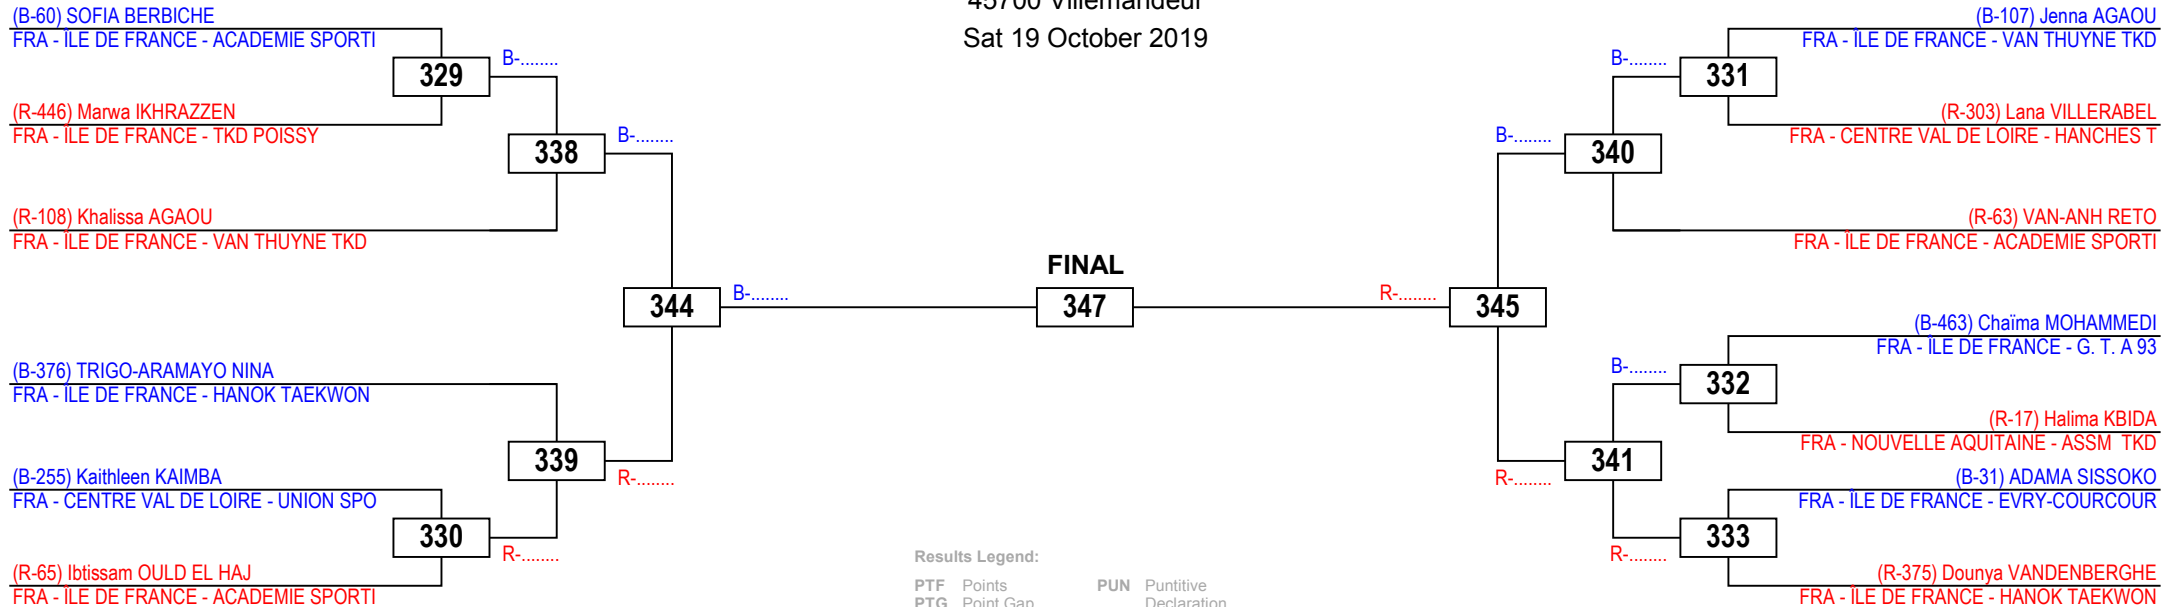 45700 Villemandeur
Sat 19 October 2019
(B-60) SOFIA BERBICHE
FRA - ÎLE DE FRANCE - ACADEMIE SPORTI
329
B-........
(R-446) Marwa IKHRAZZEN
FRA - ÎLE DE FRANCE - TKD POISSY
338
B-........
(R-108) Khalissa AGAOU
FRA - ÎLE DE FRANCE - VAN THUYNE TKD
344
B-........
(B-376) TRIGO-ARAMAYO NINA
FRA - ÎLE DE FRANCE - HANOK TAEKWON
339
R-........
(B-255) Kaithleen KAIMBA
FRA - CENTRE VAL DE LOIRE - UNION SPO
330
R-........
(R-65) Ibtissam OULD EL HAJ
FRA - ÎLE DE FRANCE - ACADEMIE SPORTI
FINAL
347
(B-107) Jenna AGAOU
FRA - ÎLE DE FRANCE - VAN THUYNE TKD
B-........
331
(R-303) Lana VILLERABEL
FRA - CENTRE VAL DE LOIRE - HANCHES T
B-........
340
(R-63) VAN-ANH RETO
FRA - ÎLE DE FRANCE - ACADEMIE SPORTI
R-........
345
(B-463) Chaïma MOHAMMEDI
FRA - ÎLE DE FRANCE - G. T. A 93
B-........
332
(R-17) Halima KBIDA
FRA - NOUVELLE AQUITAINE - ASSM TKD
R-........
341
(B-31) ADAMA SISSOKO
FRA - ÎLE DE FRANCE - EVRY-COURCOUR
R-........
333
(R-375) Dounya VANDENBERGHE
FRA - ÎLE DE FRANCE - HANOK TAEKWON
Results Legend:
PTF Points PUN Puntitive
PTG Point Gap Declaration